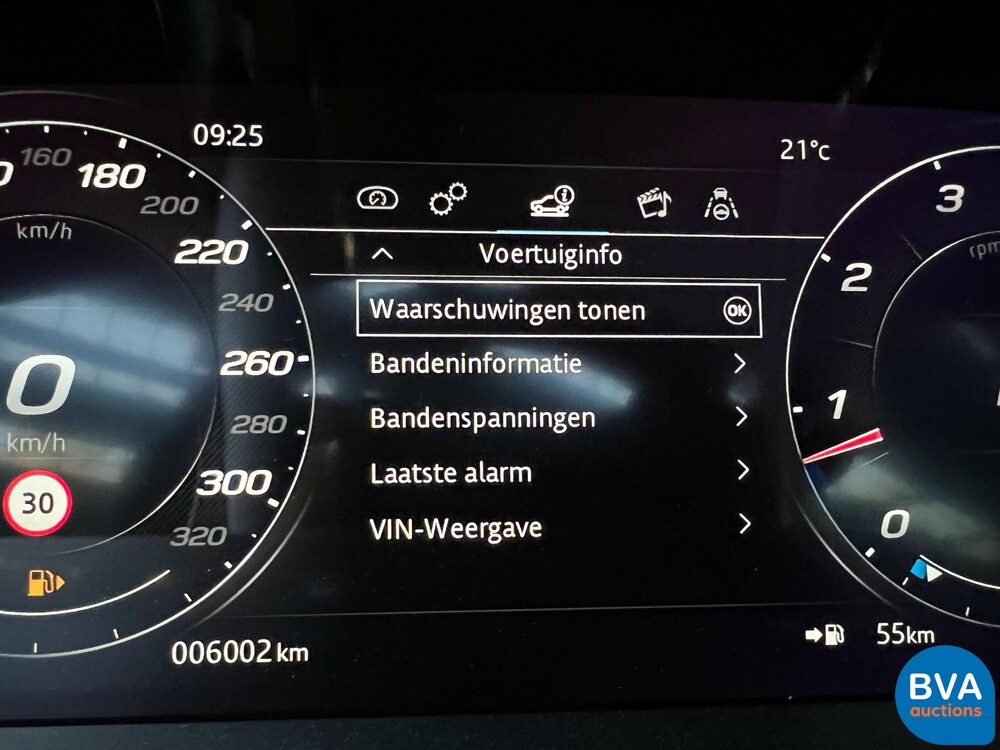 09:25
21°C
160
180
200
220
240
260
280
300
320
km/h
0
km/h
30
Voertuiginfo
Waarschuwingen tonen OK
Bandeninformatie
Bandenspanningen
Laatste alarm
VIN-Weergave
3
2
1
0
rpm
006002 km
55km
BVA
auctions